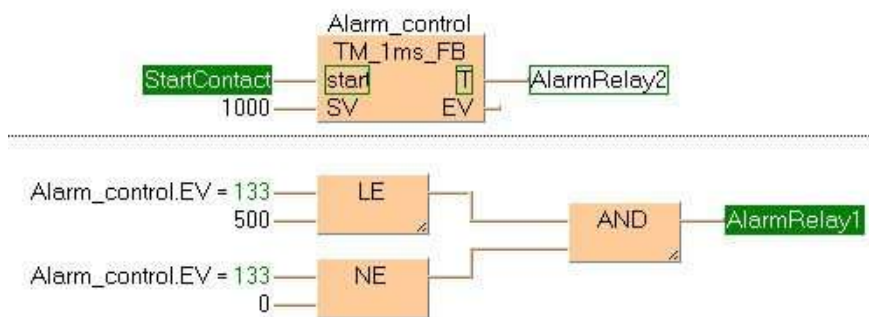 Alarm_control
TM_1ms_FB
StartContact start T AlarmRelay2
1000 SV EV
Alarm_control.EV = 133 LE
500 AND AlarmRelay1
Alarm_control.EV = 133 NE
0